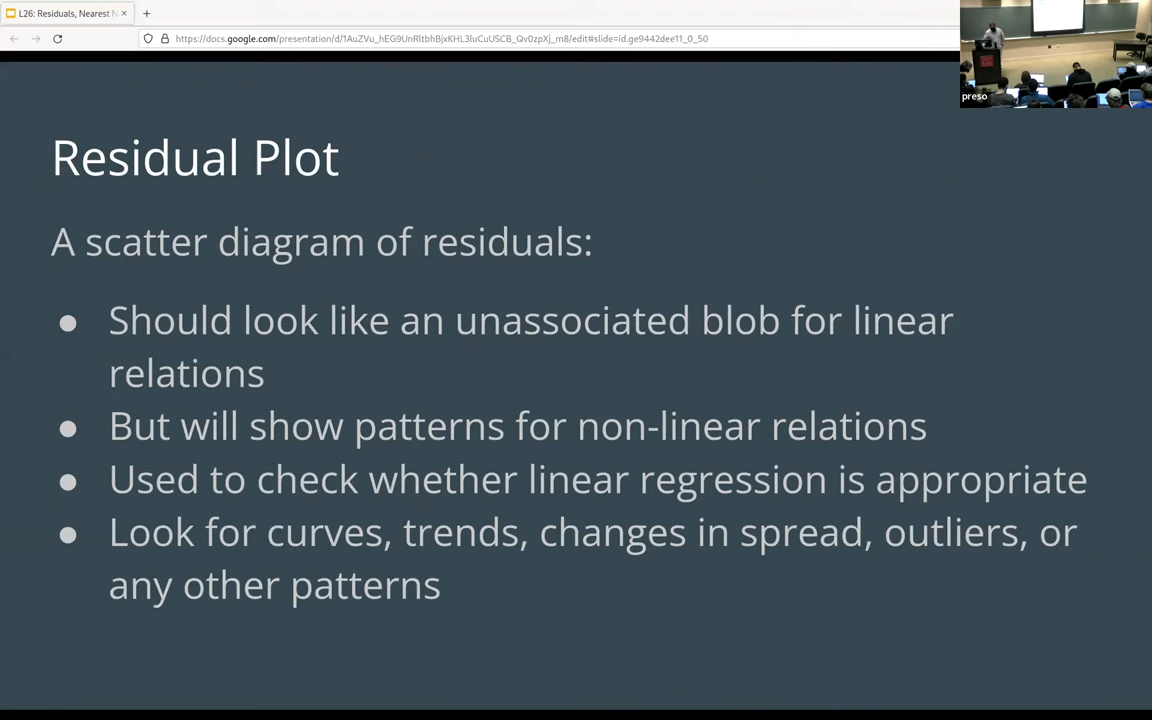 L26: Residuals, Nearest
https://docs.google.com/presentation/d/1AuZVu_hEG9UnRltbhBjxKHL3luCuUSCB_Qv0zpXj_m8/edit#slide=id.ge9442dee11_0_50
preso
Residual Plot
A scatter diagram of residuals:
● Should look like an unassociated blob for linear
relations
● But will show patterns for non-linear relations
● Used to check whether linear regression is appropriate
● Look for curves, trends, changes in spread, outliers, or
any other patterns